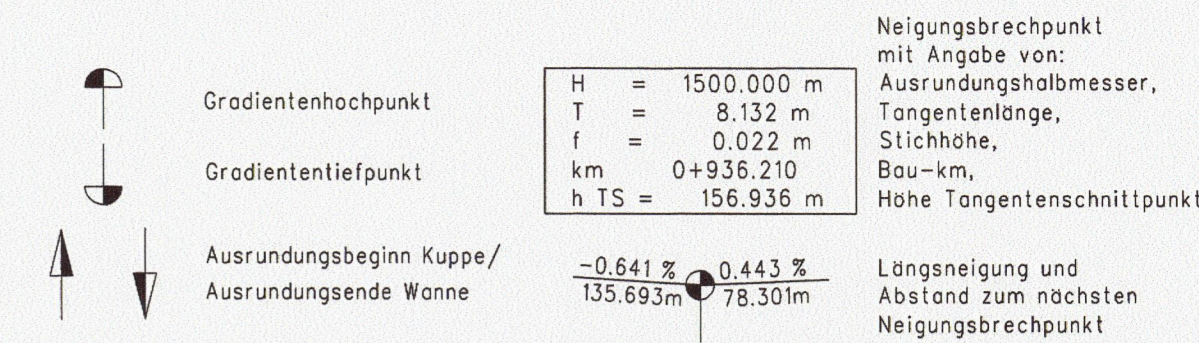 Gradientenhochpunkt
Gradiententiefpunkt
Ausrundungsbeginn Kuppe/
Ausrundungsende Wanne
H = 1500.000 m
T = 8.132 m
f = 0.022 m
km 0+936.210
h TS = 156.936 m
Neigungsbrechpunkt
mit Angabe von:
Ausrundungshalbmesser,
Tangentenlänge,
Stichhöhe,
Bau-km,
Höhe Tangentenschnittpunkt
-0.641 % 0.443 %
135.693m 78.301m
Längsneigung und
Abstand zum nächsten
Neigungsbrechpunkt